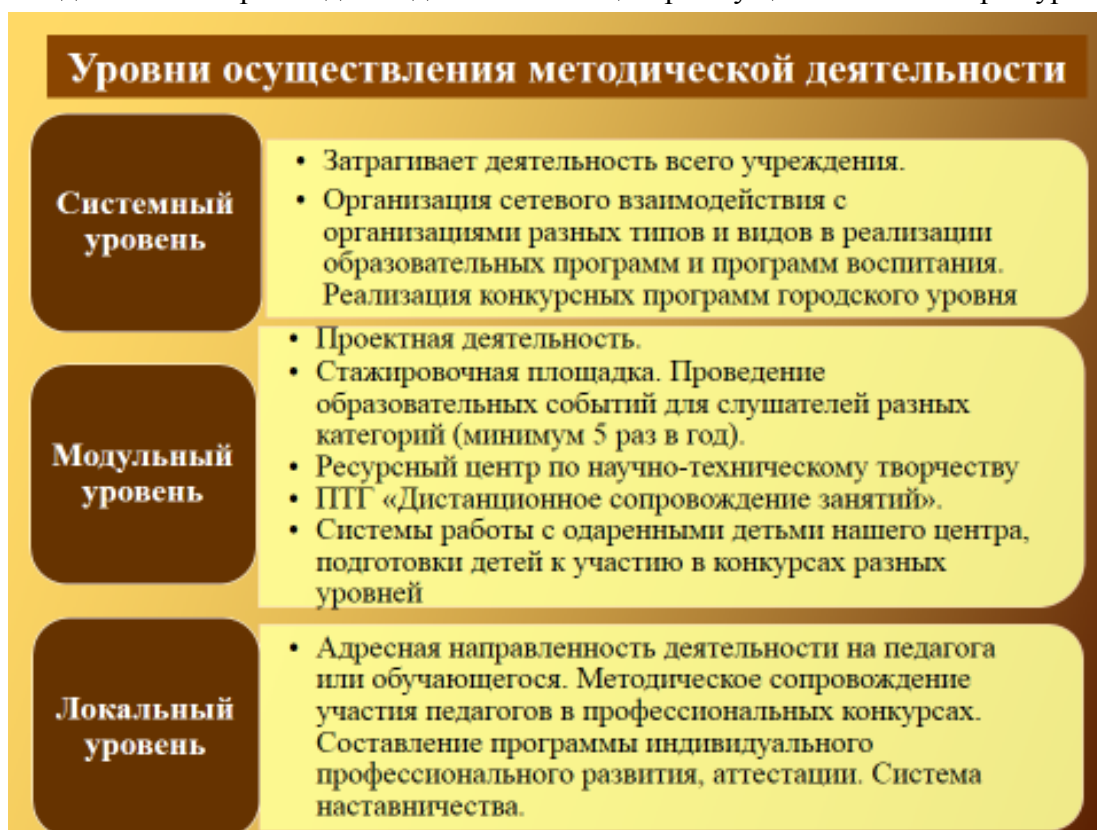 Уровни осуществления методической деятельности
Системный
уровень
• Затрагивает деятельность всего учреждения.
• Организация сетевого взаимодействия с
организациями разных типов и видов в реализации
образовательных программ и программ воспитания.
Реализация конкурсных программ городского уровня
Модульный
уровень
• Проектная деятельность.
• Стажировочная площадка. Проведение
образовательных событий для слушателей разных
категорий (минимум 5 раз в год).
• Ресурсный центр по научно-техническому творчеству
• ПТГ «Дистанционное сопровождение занятий».
• Системы работы с одаренными детьми нашего центра,
подготовки детей к участию в конкурсах разных
уровней
Локальный
уровень
• Адресная направленность деятельности на педагога
или обучающегося. Методическое сопровождение
участия педагогов в профессиональных конкурсах.
Составление программы индивидуального
профессионального развития, аттестации. Система
наставничества.